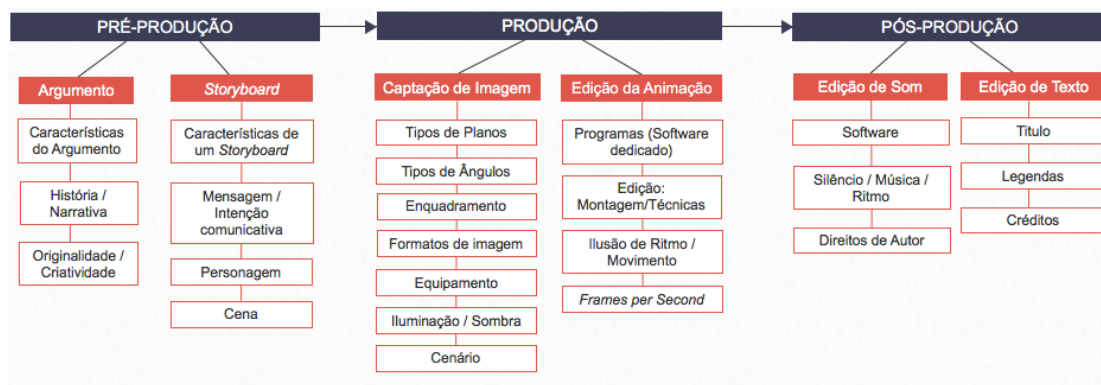 PRÉ-PRODUÇÃO
Argumento
Características
do Argumento
História /
Narrativa
Originalidade /
Criatividade
Storyboard
Características de
um Storyboard
Mensagem /
Intenção
comunicativa
Personagem
Cena
PRODUÇÃO
Captação de Imagem
Tipos de Planos
Tipos de Ângulos
Enquadramento
Formatos de imagem
Equipamento
Iluminação / Sombra
Cenário
Edição da Animação
Programas (Software
dedicado)
Edição:
Montagem/Técnicas
Ilusão de Ritmo /
Movimento
Frames per Second
PÓS-PRODUÇÃO
Edição de Som
Software
Silêncio / Música /
Ritmo
Direitos de Autor
Edição de Texto
Titulo
Legendas
Créditos